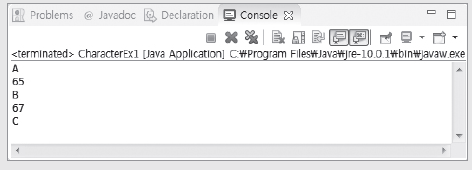 Problems @ Javadoc Declaration Console
<terminated> CharacterEx1 [Java Application] C:₩Program Files₩Java₩jre-10.0.1₩bin₩javaw.exe
A
65
B
67
C